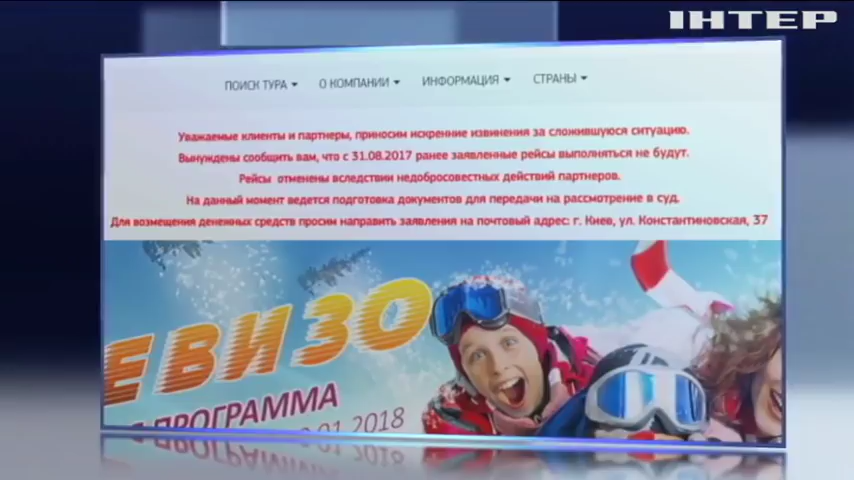 ІНТЕР
ПОИСК ТУРА О КОМПАНИИ ИНФОРМАЦИЯ СТРАНЫ
Уважаемые клиенты и партнеры, приносим искренние извинения за сложившуюся ситуацию.
Вынуждены сообщить вам, что с 31.08.2017 ранее заявленные рейсы выполняться не будут.
Рейсы отменены вследствии недобросовестных действий партнеров.
На данный момент ведется подготовка документов для передачи на рассмотрение в суд.
Для возмещения денежных средств просим направить заявления на почтовый адрес: г. Киев, ул. Константиновская, 37
ЕВИЗО
ПРОГРАММА
.01.2018